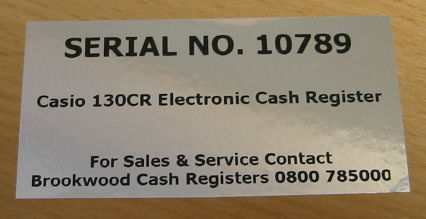 SERIAL NO. 10789
Casio 130CR Electronic Cash Register
For Sales & Service Contact
Brookwood Cash Registers 0800 785000